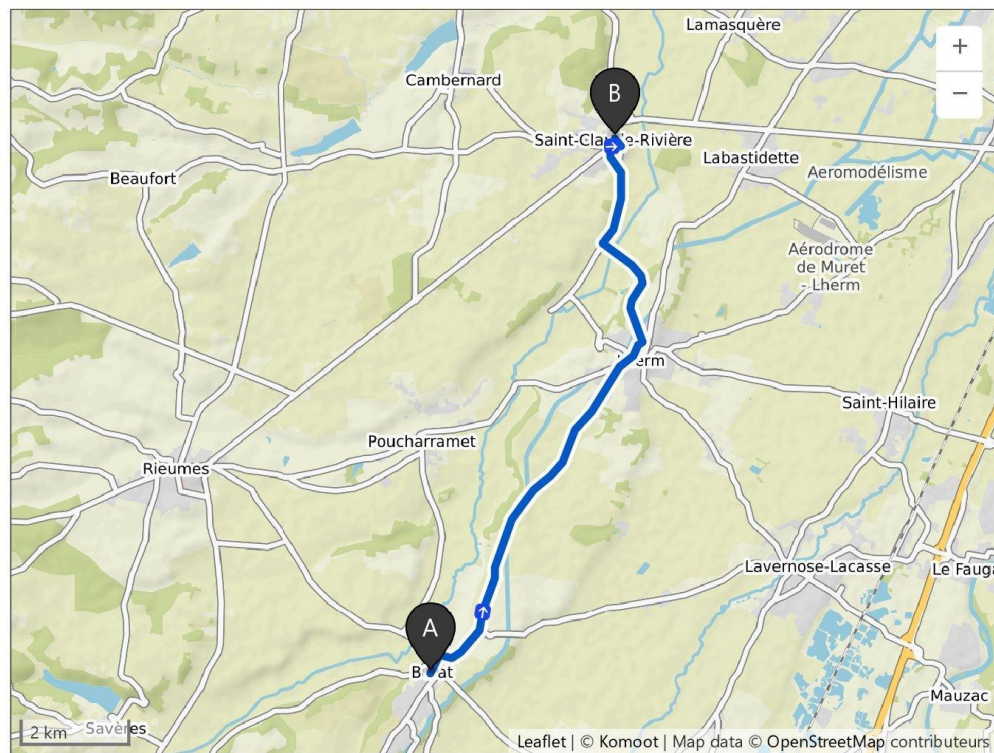 Lamasquère
+
Cambernard
−
B
Labastidette
Beaufort
Aeromodélisme
Aérodrome
de Muret
- Lherm
Saint-Hilaire
Poucharramet
Rieumes
Lavernose-Lacasse
Le Fauga
A
Mauzac
Savères
2 km
Leaflet | © Komoot | Map data © OpenStreetMap contributeurs